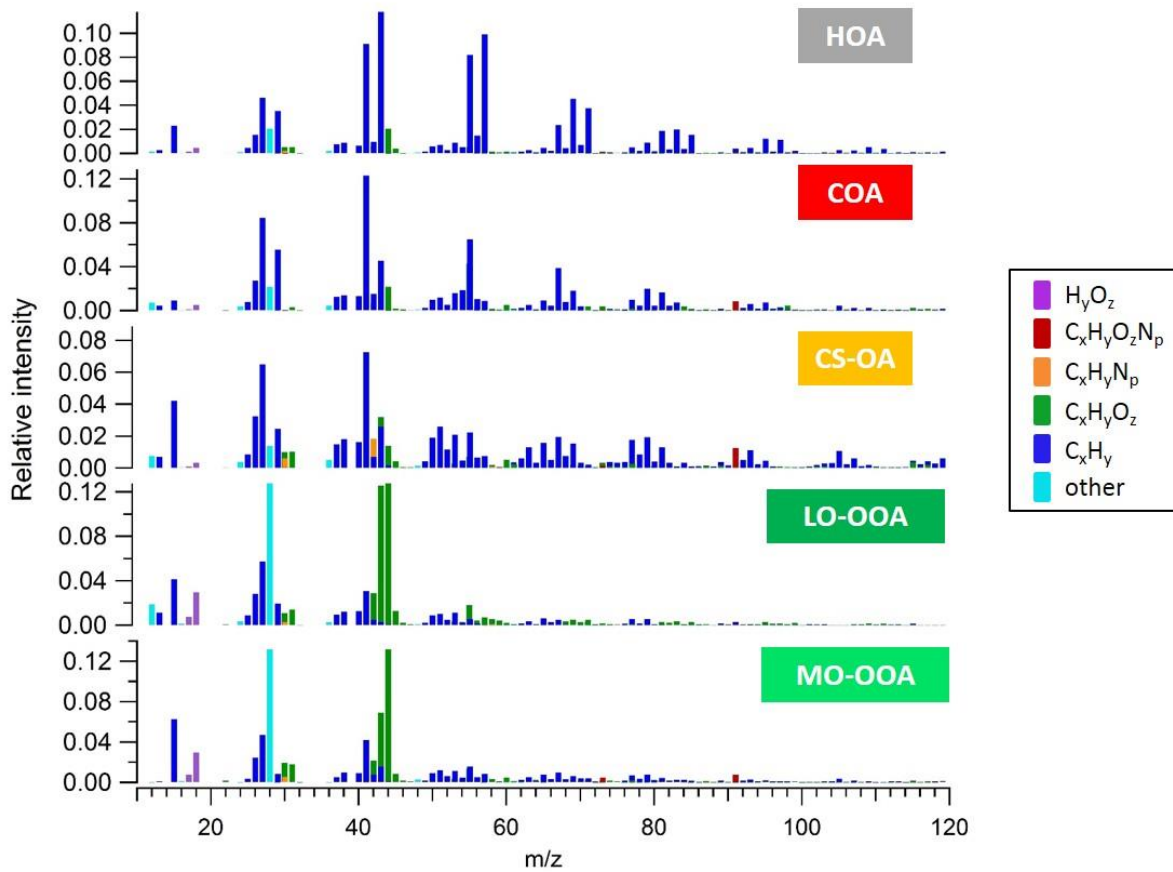 HOA
0.10
0.08
0.06
0.04
0.02
0.00
COA
0.12
0.08
0.04
0.00
CS-OA
0.08
0.06
0.04
0.02
0.00
LO-OOA
0.12
0.08
0.04
0.00
MO-OOA
0.12
0.08
0.04
0.00
Relative intensity
20 40 60 80 100 120
m/z
HyOz
CxHyOzNp
CxHyNp
CxHyOz
CxHy
other